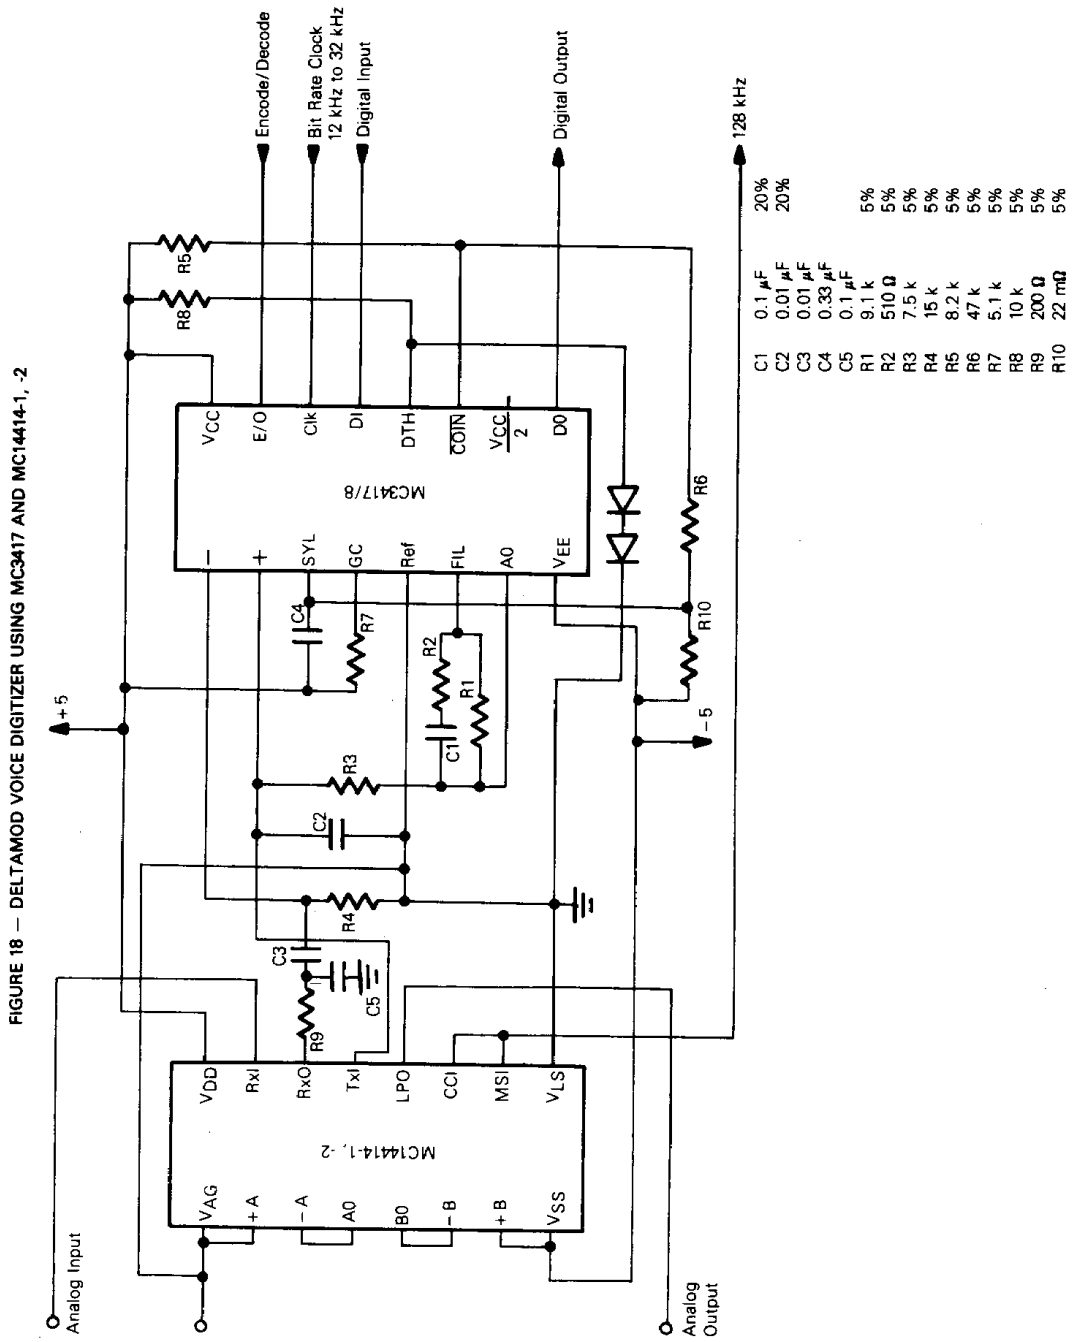 FIGURE 18 — DELTAMOD VOICE DIGITIZER USING MC3417 AND MC14414-1, -2
Analog Input
Analog
Output
MC14414-1, -2
VAG
+A
-A
A0
B0
-B
+B
VSS
VDD
RxI
RxO
TxI
LPO
CCI
MSI
VLS
R9
C5
C3
R4
C2
R3
C1
R2
R1
C4
R7
+5
-5
MC3417/8
-
+
SYL
GC
Ref
FIL
A0
VEE
VCC
E/O
Clk
DI
DTH
COIN
VCC
2
D0
R8
R5
R6
R10
Encode/Decode
Bit Rate Clock
12 kHz to 32 kHz
Digital Input
Digital Output
128 kHz
C1 0.1 µF 20%
C2 0.01 µF 20%
C3 0.01 µF
C4 0.33 µF
C5 0.1 µF
R1 9.1 k 5%
R2 510 Ω 5%
R3 7.5 k 5%
R4 15 k 5%
R5 8.2 k 5%
R6 47 k 5%
R7 5.1 k 5%
R8 10 k 5%
R9 200 Ω 5%
R10 22 mΩ 5%